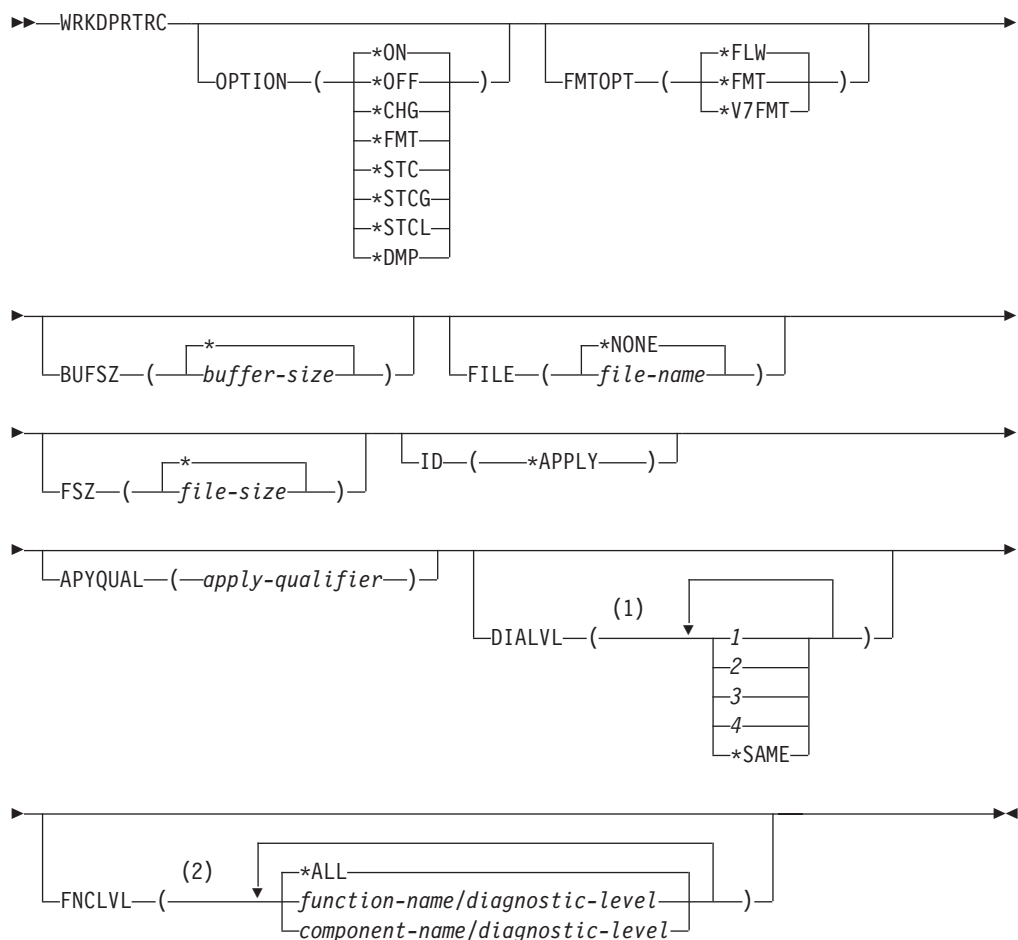 WRKDPRTRC
OPTION ( *ON ) FMTOPT ( *FLW )
*OFF *FMT
*CHG *V7FMT
*FMT
*STC
*STCG
*STCL
*DMP
BUFSZ ( * ) FILE ( *NONE )
buffer-size file-name
FSZ ( * ) ID ( *APPLY )
file-size
APYQUAL ( apply-qualifier )
(1)
DIALVL ( 1 )
2
3
4
*SAME
(2)
FNCLVL ( *ALL )
function-name/diagnostic-level
component-name/diagnostic-level